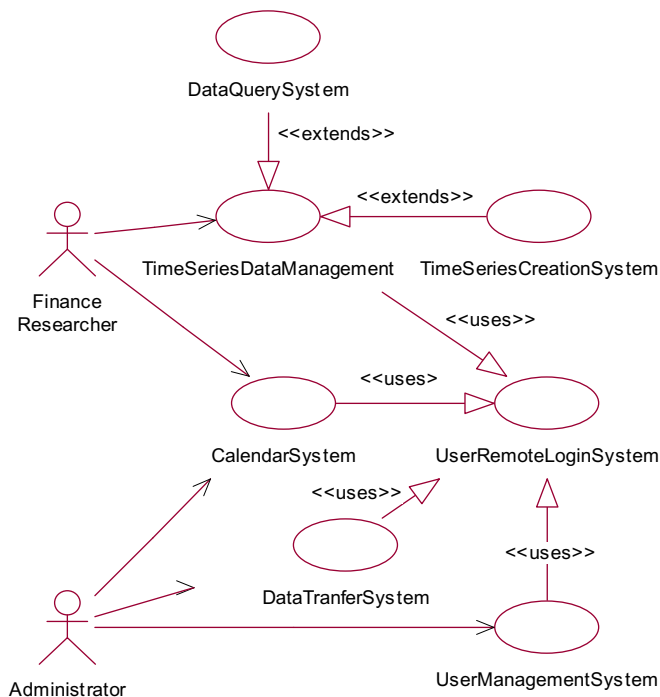 DataQuerySystem
<<extends>>
<<extends>>
TimeSeriesDataManagement
TimeSeriesCreationSystem
Finance
Researcher
<<uses>>
<<uses>
CalendarSystem
UserRemoteLoginSystem
<<uses>>
<<uses>>
DataTranferSystem
UserManagementSystem
Administrator